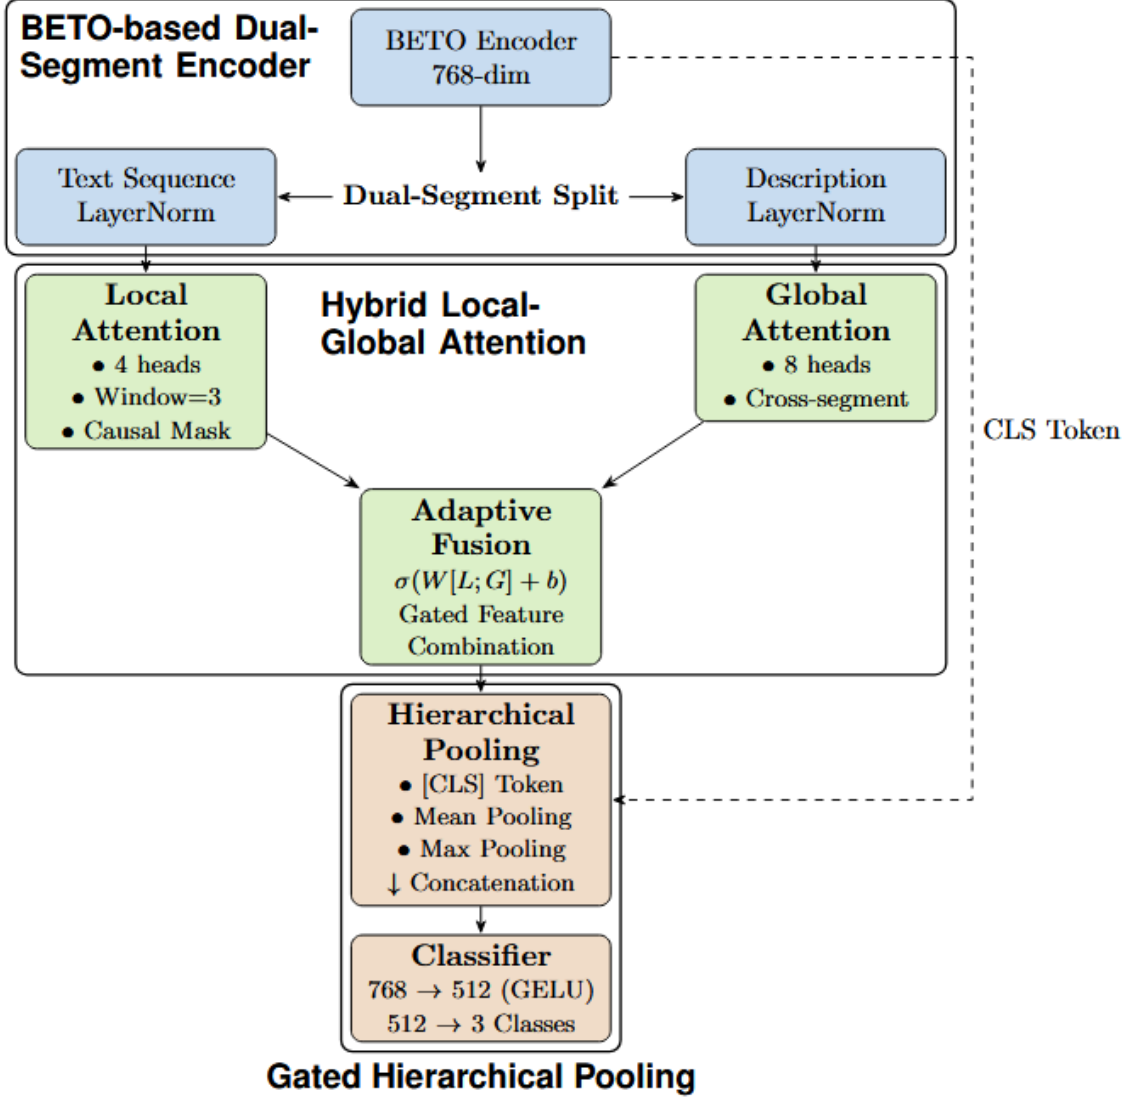 BETO-based Dual-
Segment Encoder
BETO Encoder
768-dim
Text Sequence
LayerNorm
Dual-Segment Split
Description
LayerNorm
Local
Attention
• 4 heads
• Window=3
• Causal Mask
Hybrid Local-
Global Attention
Global
Attention
• 8 heads
• Cross-segment
CLS Token
Adaptive
Fusion
σ(W[L; G] + b)
Gated Feature
Combination
Hierarchical
Pooling
• [CLS] Token
• Mean Pooling
• Max Pooling
↓ Concatenation
Classifier
768 → 512 (GELU)
512 → 3 Classes
Gated Hierarchical Pooling